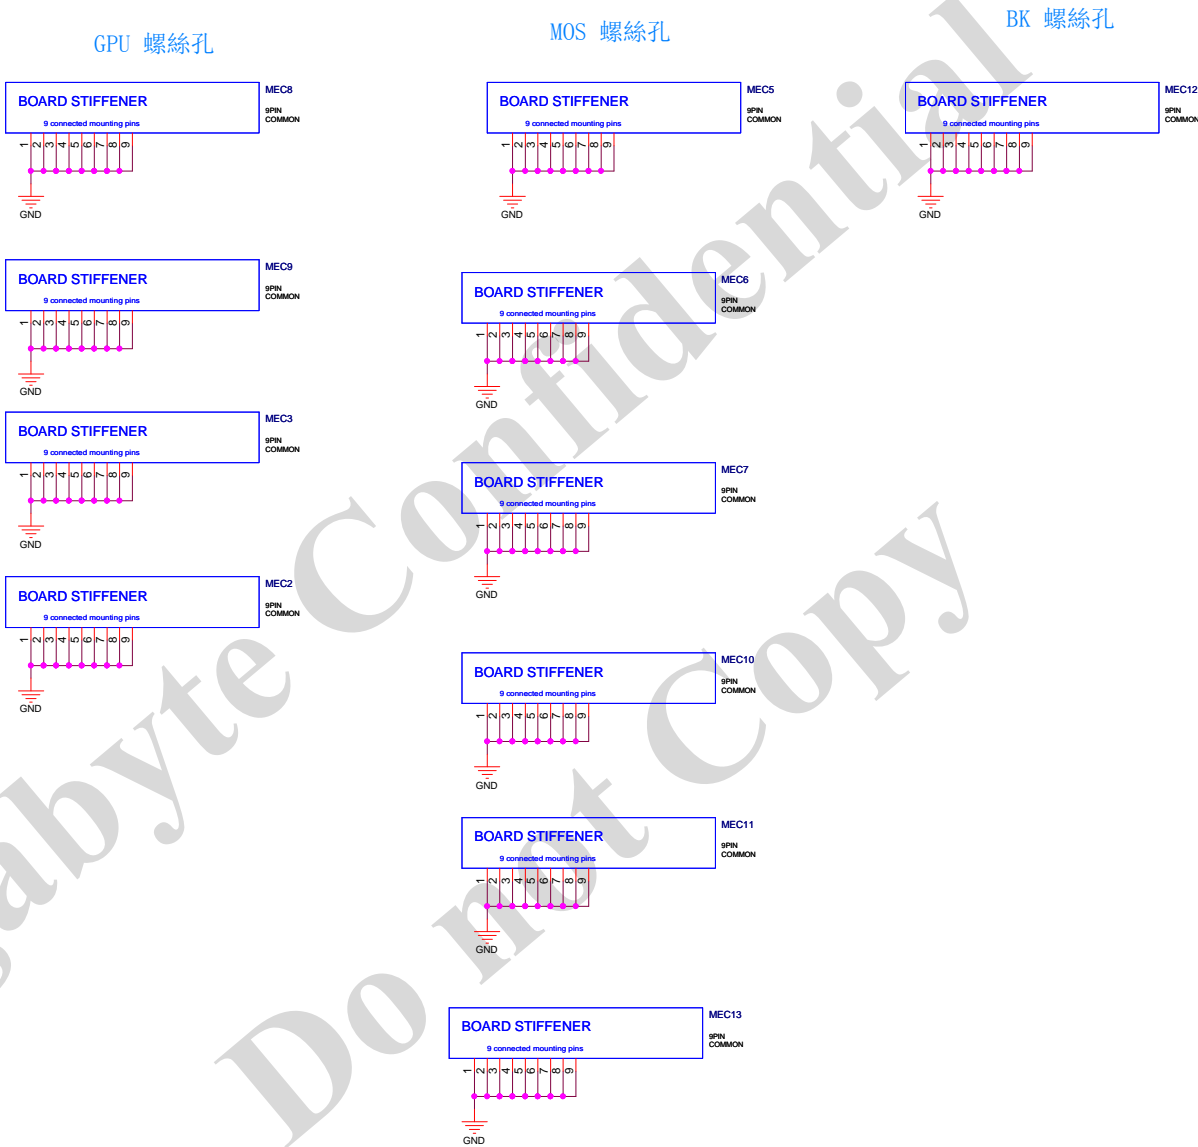 GPU 螺絲孔
MOS 螺絲孔
BK 螺絲孔
BOARD STIFFENER
9 connected mounting pins
MEC8
9PIN
COMMON
1 2 3 4 5 6 7 8 9
GND
BOARD STIFFENER
9 connected mounting pins
MEC5
9PIN
COMMON
1 2 3 4 5 6 7 8 9
GND
BOARD STIFFENER
9 connected mounting pins
MEC12
9PIN
COMMON
1 2 3 4 5 6 7 8 9
GND
BOARD STIFFENER
9 connected mounting pins
MEC9
9PIN
COMMON
1 2 3 4 5 6 7 8 9
GND
BOARD STIFFENER
9 connected mounting pins
MEC6
9PIN
COMMON
1 2 3 4 5 6 7 8 9
GND
BOARD STIFFENER
9 connected mounting pins
MEC3
9PIN
COMMON
1 2 3 4 5 6 7 8 9
GND
BOARD STIFFENER
9 connected mounting pins
MEC7
9PIN
COMMON
1 2 3 4 5 6 7 8 9
GND
BOARD STIFFENER
9 connected mounting pins
MEC2
9PIN
COMMON
1 2 3 4 5 6 7 8 9
GND
BOARD STIFFENER
9 connected mounting pins
MEC10
9PIN
COMMON
1 2 3 4 5 6 7 8 9
GND
BOARD STIFFENER
9 connected mounting pins
MEC11
9PIN
COMMON
1 2 3 4 5 6 7 8 9
GND
BOARD STIFFENER
9 connected mounting pins
MEC13
9PIN
COMMON
1 2 3 4 5 6 7 8 9
GND
gabyte Confidential
Do not Copy